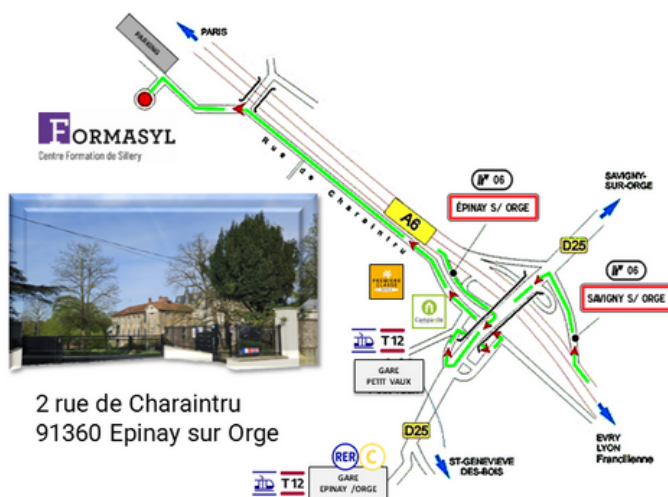 PARIS
PARKING
FORMASYL
Centre Formation de Sillery
Rue de Charaintru
A6
06
ÉPINAY S/ ORGE
SAVIGNY-
SUR-ORGE
D25
06
SAVIGNY S/ ORGE
PREMIERE
CLASSE
Campanile
T12
GARE
PETIT VAUX
2 rue de Charaintru
91360 Epinay sur Orge
D25
EVRY
LYON
Francilienne
ST-GENEVIEVE
DES-BOIS
RER C
T12
GARE
EPINAY /ORGE